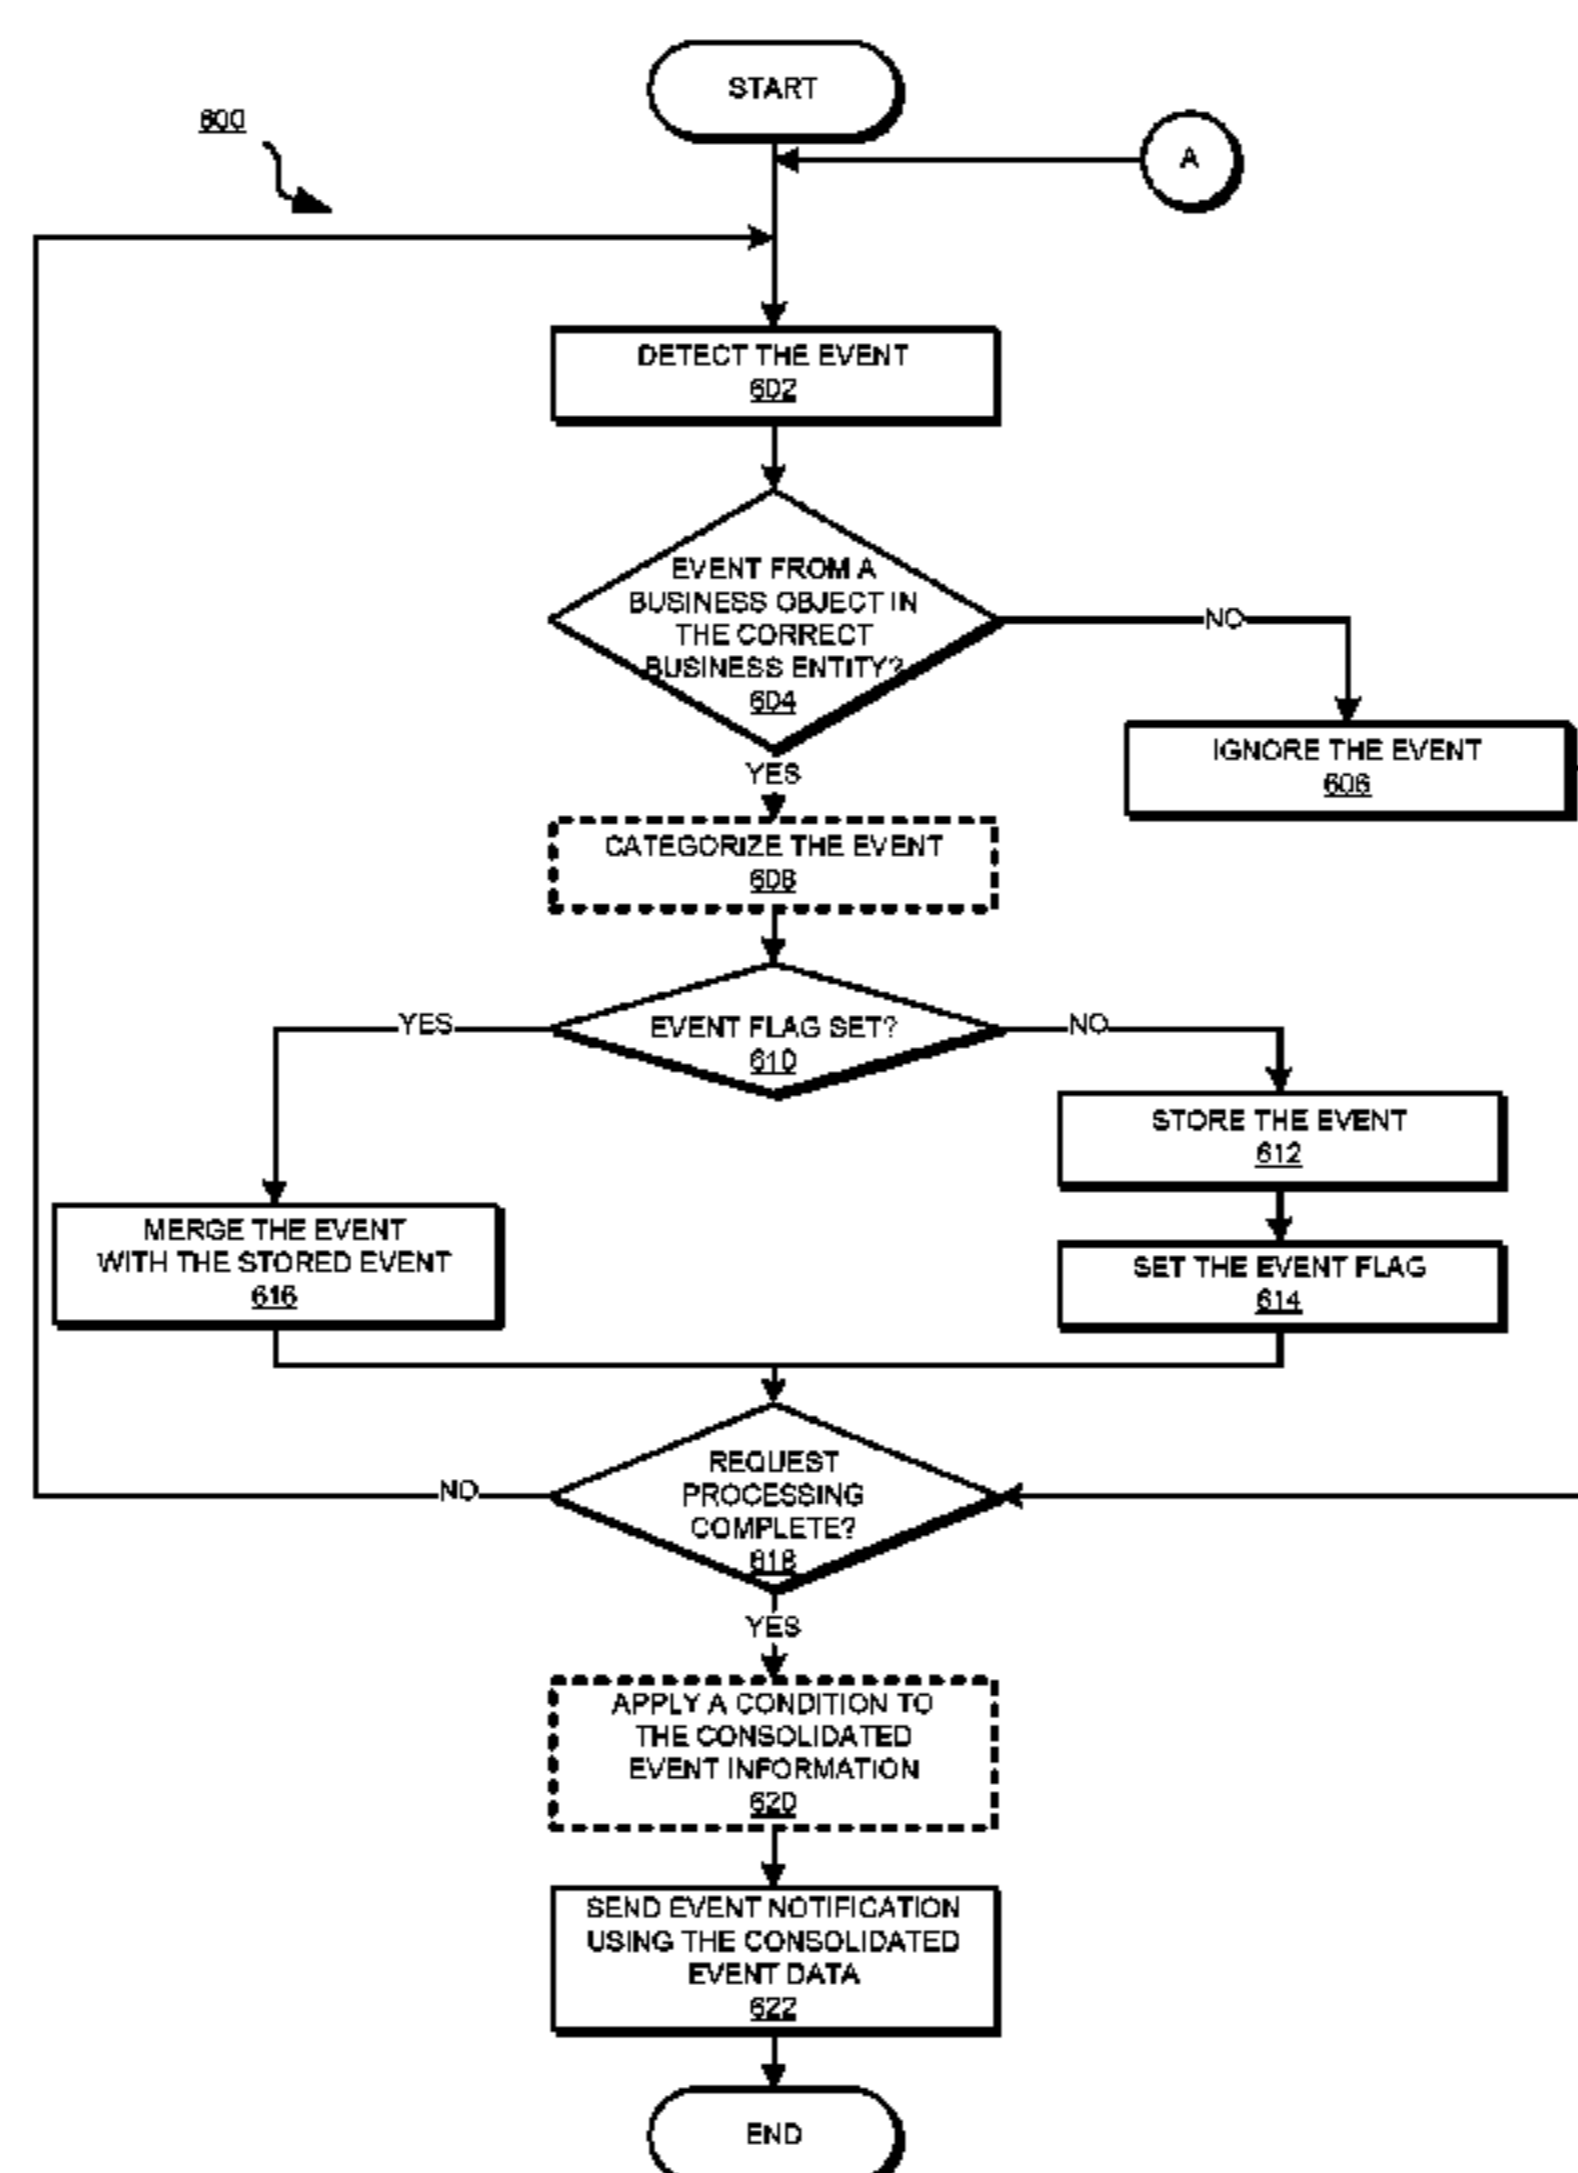 START
600
A
DETECT THE EVENT
602
EVENT FROM A
BUSINESS OBJECT IN
THE CORRECT
BUSINESS ENTITY?
604
NO
IGNORE THE EVENT
606
YES
CATEGORIZE THE EVENT
608
YES
EVENT FLAG SET?
610
NO
STORE THE EVENT
612
MERGE THE EVENT
WITH THE STORED EVENT
616
SET THE EVENT FLAG
614
REQUEST
PROCESSING
COMPLETE?
618
NO
YES
APPLY A CONDITION TO
THE CONSOLIDATED
EVENT INFORMATION
620
SEND EVENT NOTIFICATION
USING THE CONSOLIDATED
EVENT DATA
622
END